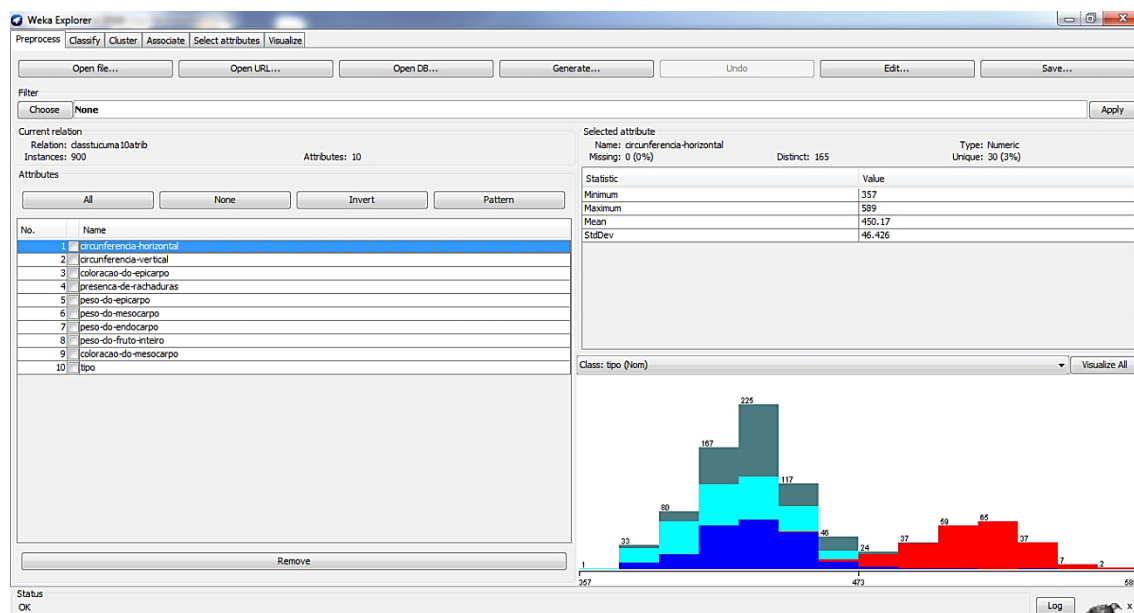 Weka Explorer
Preprocess Classify Cluster Associate Select attributes Visualize
Open file... Open URL... Open DB... Generate... Undo Edit... Save...
Filter
Choose None Apply
Current relation
Relation: classtucuma10atrib
Instances: 900 Attributes: 10
Selected attribute
Name: circunferencia-horizontal Type: Numeric
Missing: 0 (0%) Distinct: 165 Unique: 30 (3%)
Attributes
All None Invert Pattern
No. Name
1 circunferencia-horizontal
2 circunferencia-vertical
3 coloracao-do-epicarpo
4 presenca-de-rachaduras
5 peso-do-epicarpo
6 peso-do-mesocarpo
7 peso-do-endocarpo
8 peso-do-fruto-inteiro
9 coloracao-do-mesocarpo
10 tipo
Remove
Statistic Value
Minimum 357
Maximum 589
Mean 450.17
StdDev 46.426
Class: tipo (Nom) Visualize All
1 33 80 167 225 117 46 24 37 59 65 37 7 2
357 473
Status
OK
Log x